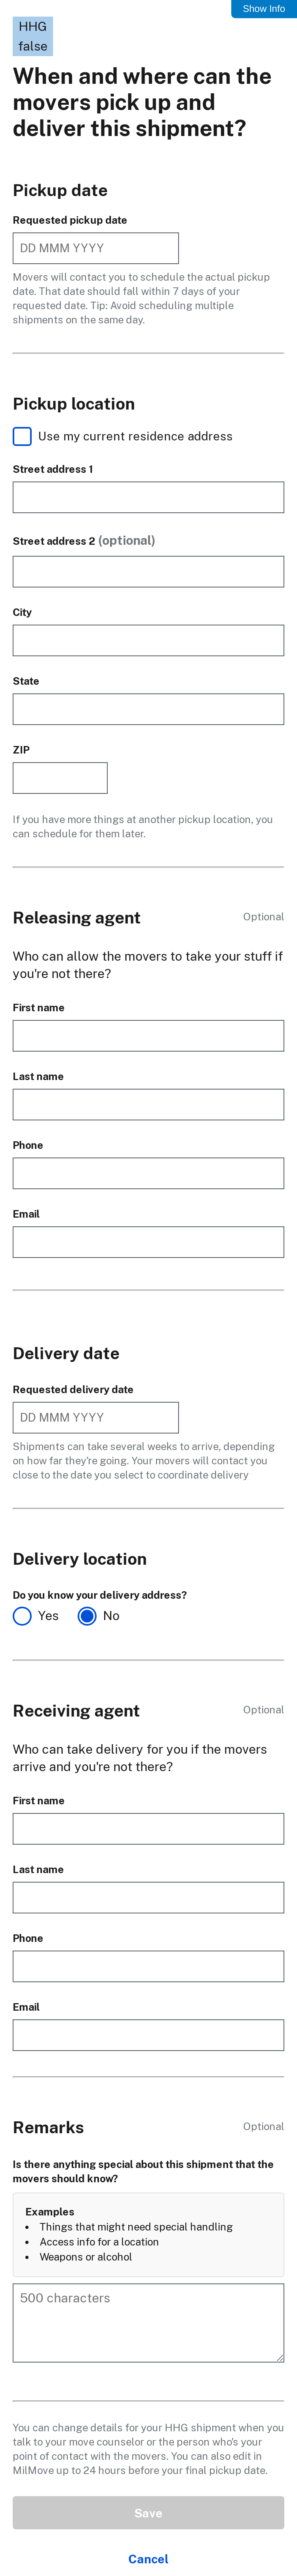 Show Info
HHG
false
When and where can the
movers pick up and
deliver this shipment?
Pickup date
Requested pickup date
DD MMM YYYY
Movers will contact you to schedule the actual pickup
date. That date should fall within 7 days of your
requested date. Tip: Avoid scheduling multiple
shipments on the same day.
Pickup location
Use my current residence address
Street address 1
Street address 2 (optional)
City
State
ZIP
If you have more things at another pickup location, you
can schedule for them later.
Releasing agent Optional
Who can allow the movers to take your stuff if
you're not there?
First name
Last name
Phone
Email
Delivery date
Requested delivery date
DD MMM YYYY
Shipments can take several weeks to arrive, depending
on how far they're going. Your movers will contact you
close to the date you select to coordinate delivery
Delivery location
Do you know your delivery address?
Yes No
Receiving agent Optional
Who can take delivery for you if the movers
arrive and you're not there?
First name
Last name
Phone
Email
Remarks Optional
Is there anything special about this shipment that the
movers should know?
Examples
• Things that might need special handling
• Access info for a location
• Weapons or alcohol
500 characters
You can change details for your HHG shipment when you
talk to your move counselor or the person who's your
point of contact with the movers. You can also edit in
MilMove up to 24 hours before your final pickup date.
Save
Cancel